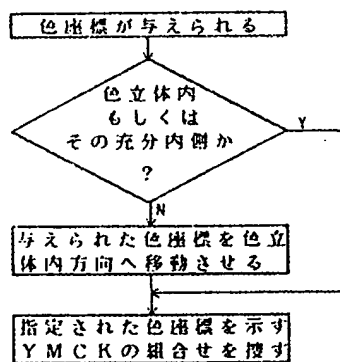 色座標が与えられる
色立体内
もしくは
その充分内側か
?
Y
N
与えられた色座標を色立
体内方向へ移動させる
指定された色座標を示す
YMCKの組合せを捜す